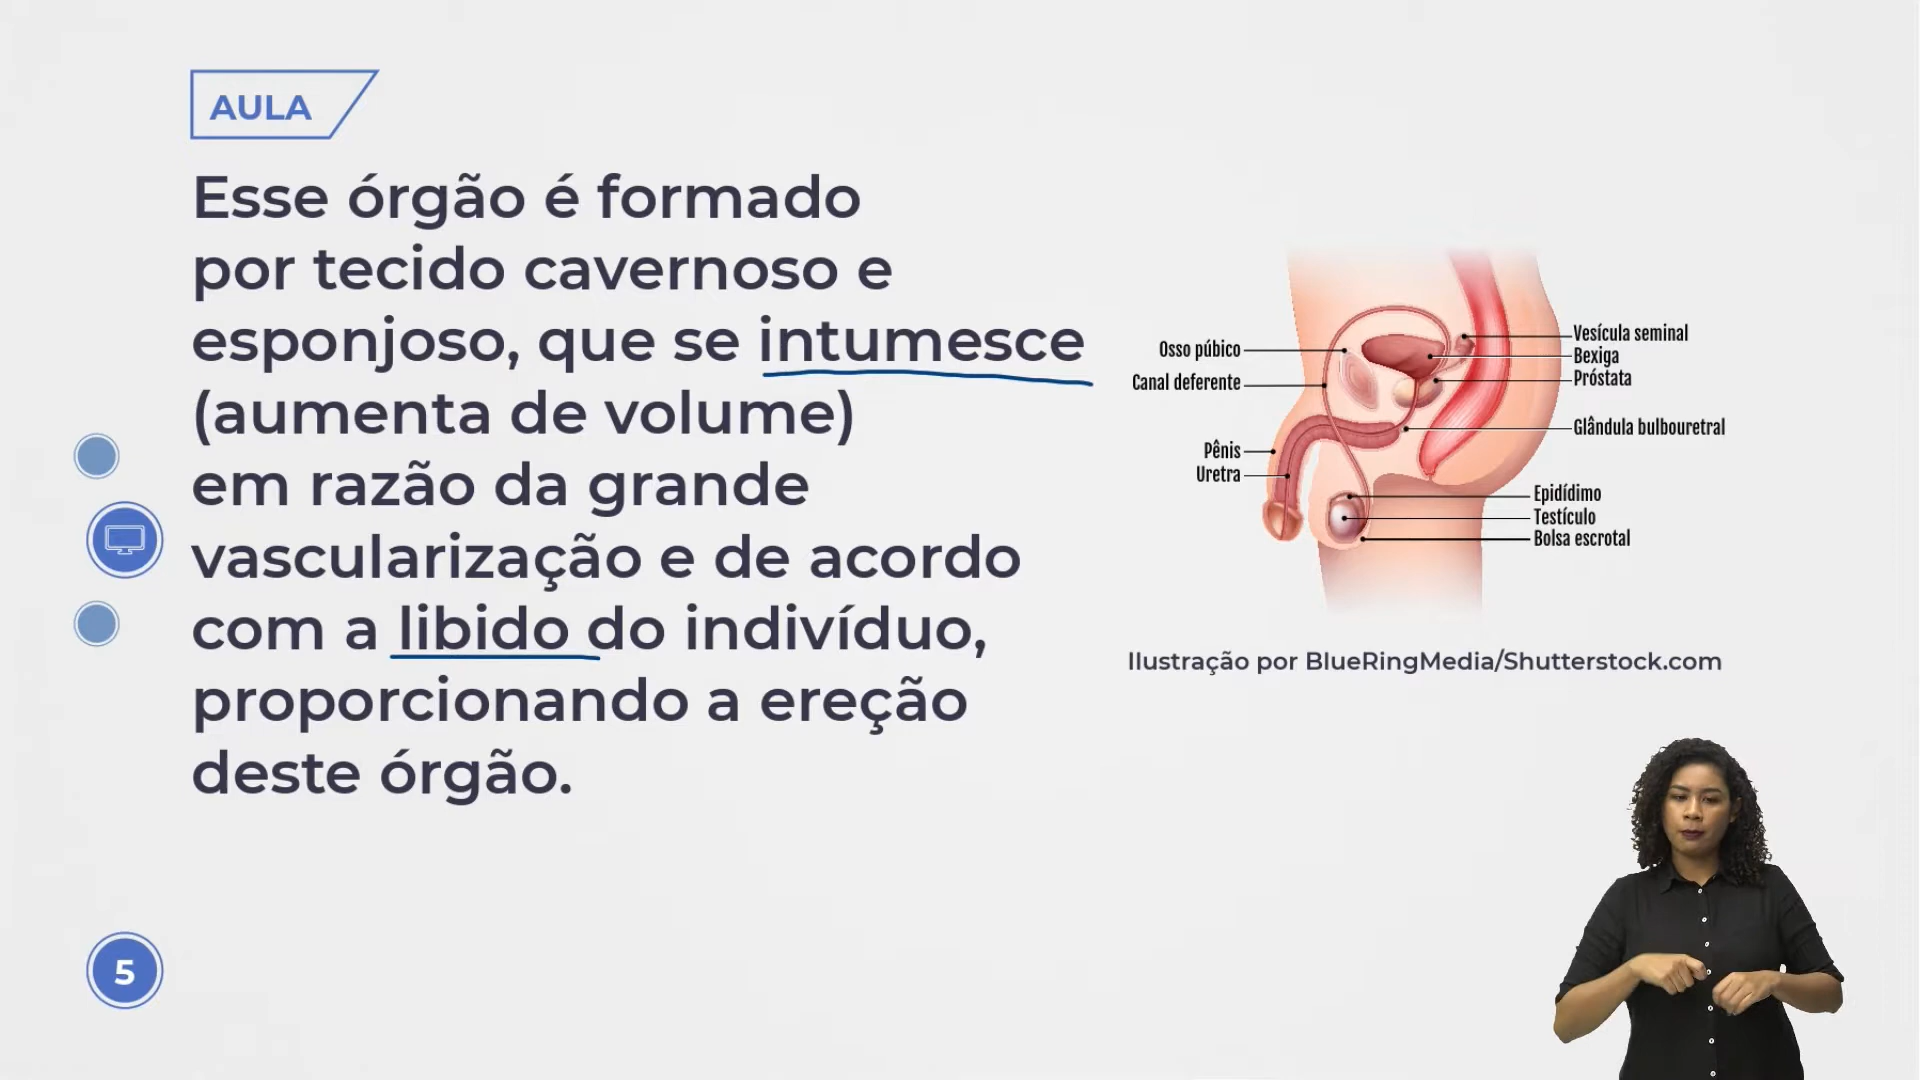 AULA
Esse órgão é formado
por tecido cavernoso e
esponjoso, que se intumesce
(aumenta de volume)
em razão da grande
vascularização e de acordo
com a libido do indivíduo,
proporcionando a ereção
deste órgão.
Osso púbico
Canal deferente
Pênis
Uretra
Vesícula seminal
Bexiga
Próstata
Glândula bulbouretral
Epidídimo
Testículo
Bolsa escrotal
Ilustração por BlueRingMedia/Shutterstock.com
5